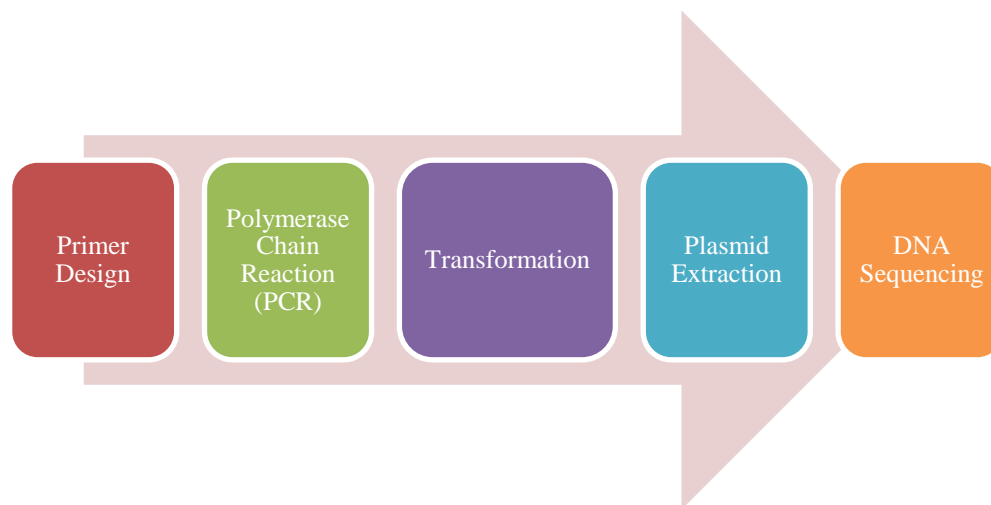 Primer
Design
Polymerase
Chain
Reaction
(PCR)
Transformation
Plasmid
Extraction
DNA
Sequencing